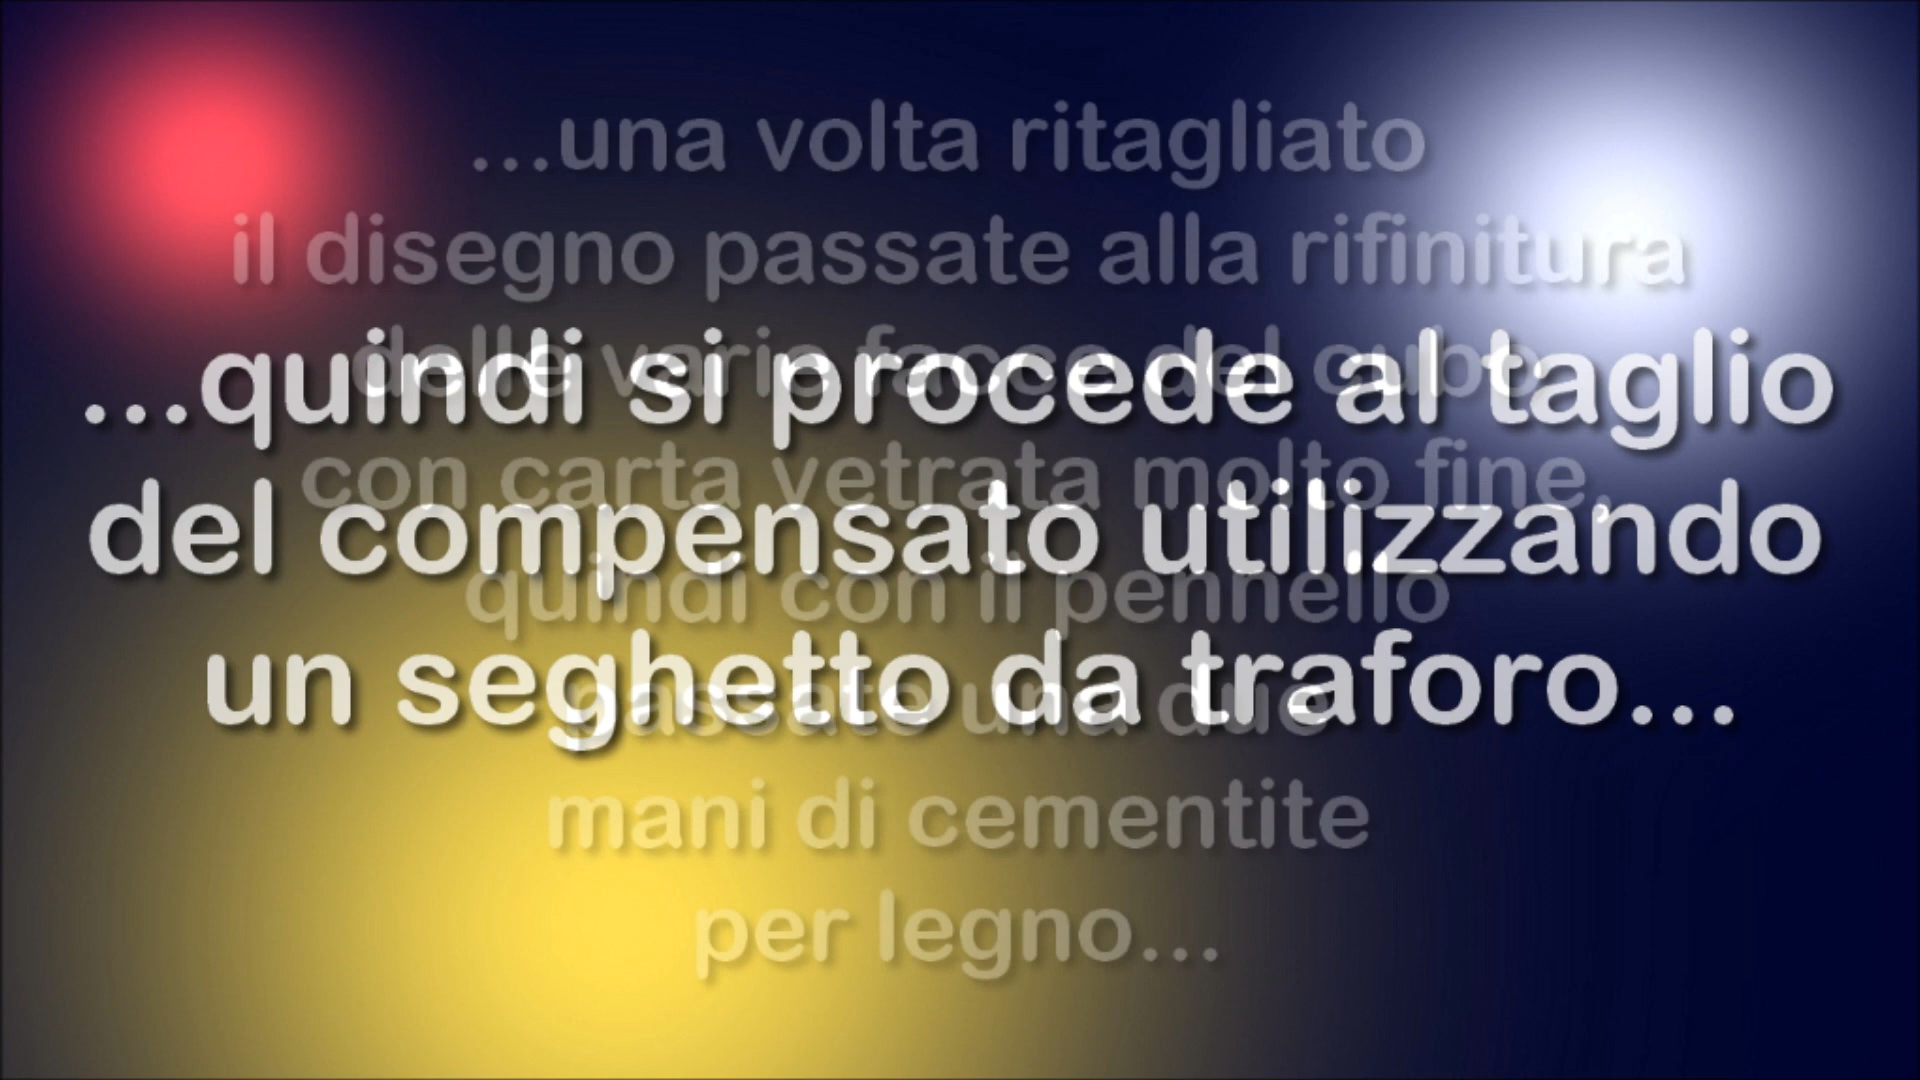 ...una volta ritagliato
il disegno passate alla rifinitura
delle varie facce del cubo
...quindi si procede al taglio
con carta vetrata molto fine,
del compensato utilizzando
quindi con il pennello
un seghetto da traforo...
passate una due
mani di cementite
per legno...